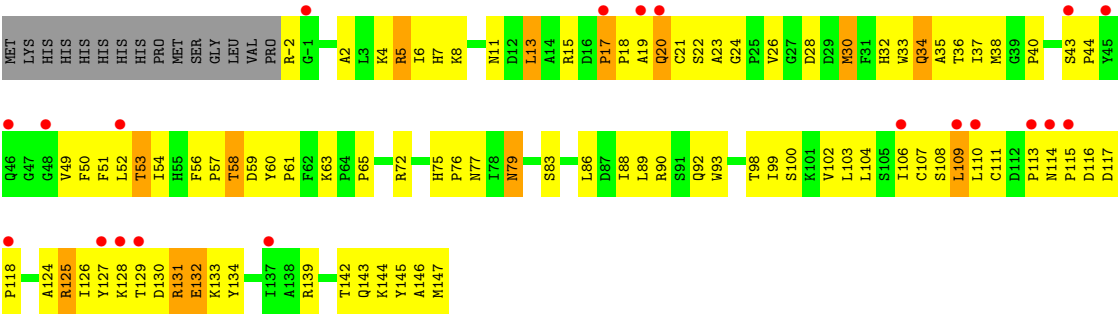 MET LYS HIS HIS HIS HIS HIS HIS PRO MET SER GLY LEU VAL PRO R-2 G-1 A2 L3 K4 R5 I6 H7 K8 N11 D12 L13 A14 R15 D16 P17 P18 A19 Q20 C21 S22 A23 G24 P25 V26 G27 D28 D29 M30 F31 H32 W33 Q34 A35 T36 I37 M38 G39 P40 S43 P44 Y45
Q46 G47 G48 V49 F50 F51 L52 T53 I54 H55 F56 P57 T58 D59 Y60 P61 F62 K63 P64 P65 R72 H75 P76 N77 I78 N79 S83 L86 D87 I88 L89 R90 S91 Q92 W93 T98 I99 S100 K101 V102 L103 L104 S105 I106 C107 S108 L109 L110 C111 D112 P113 N114 P115 D116 D117
P118 A124 R125 I126 Y127 K128 T129 D130 R131 E132 K133 Y134 I137 A138 R139 T142 Q143 K144 Y145 A146 M147